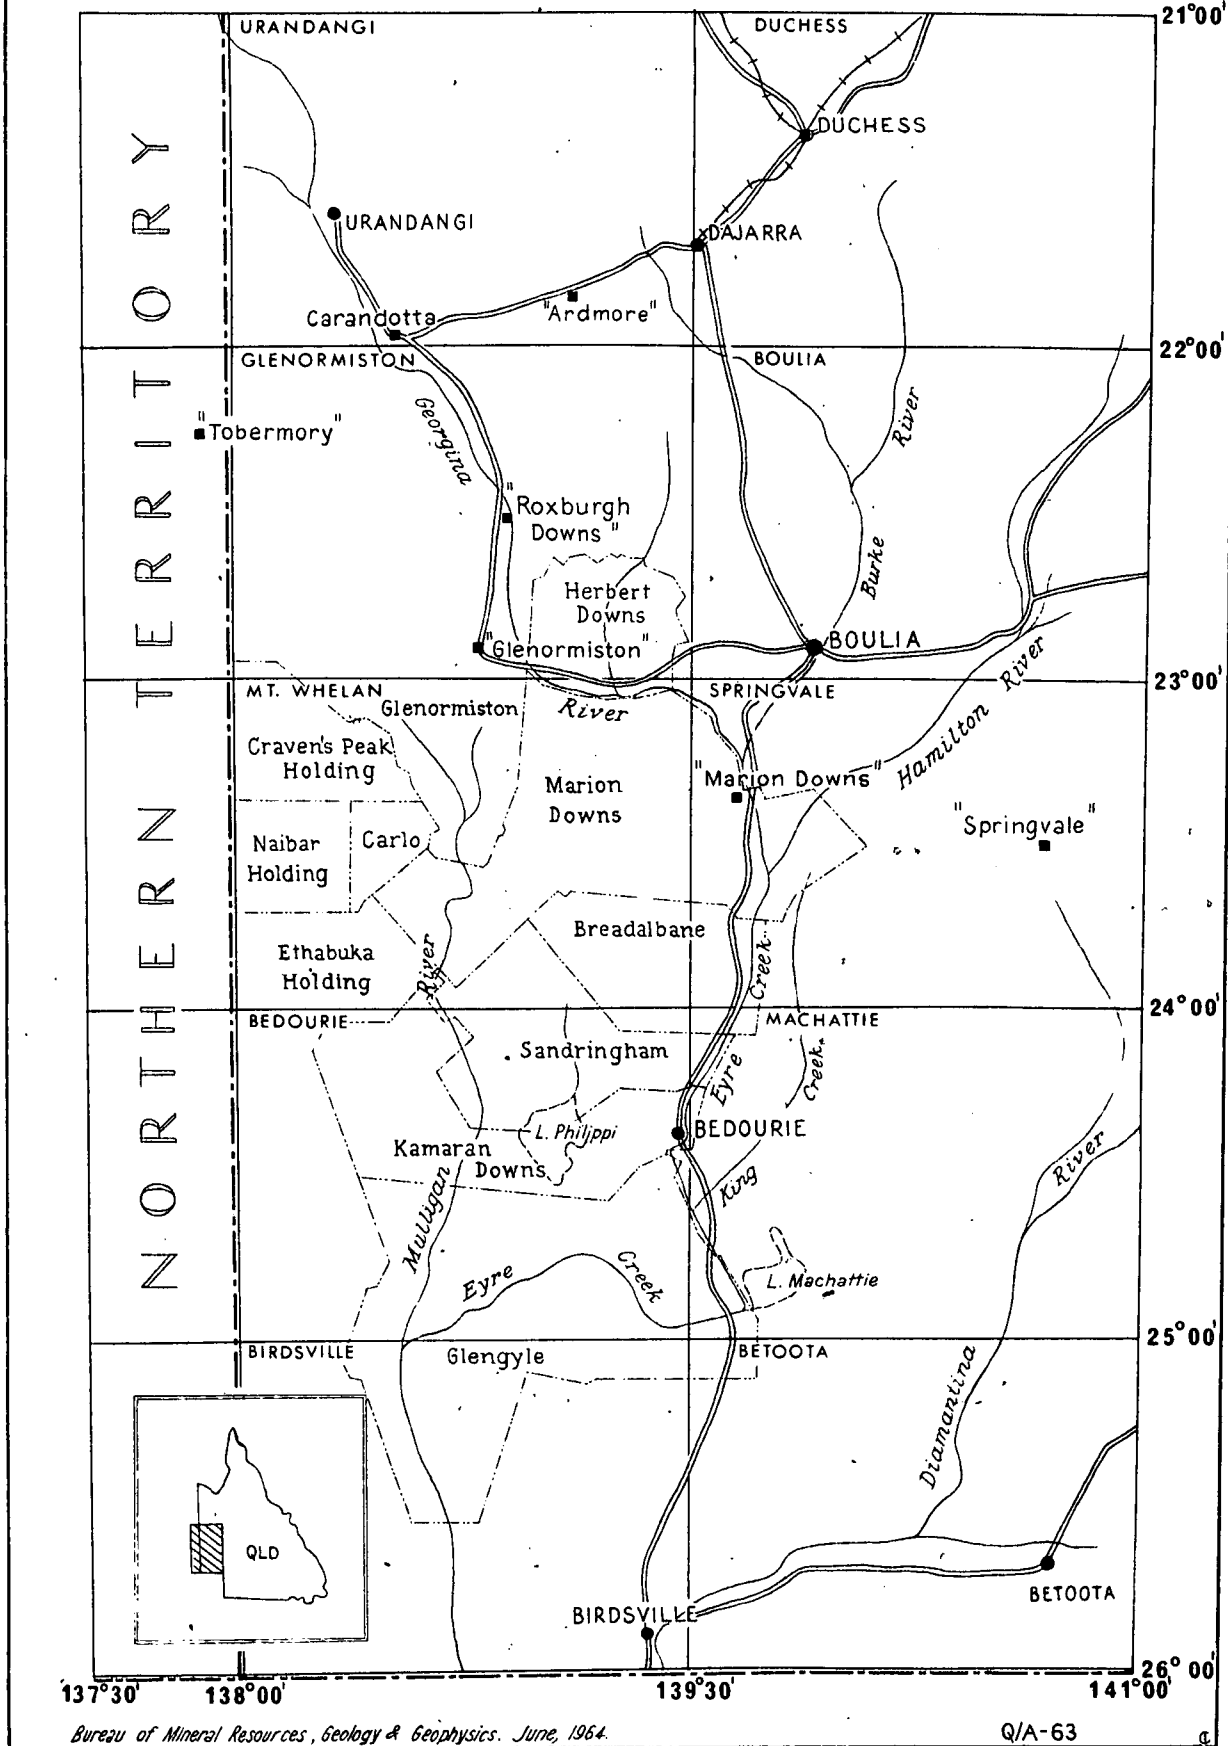 21°00'
URANDANGI
DUCHESS
DUCHESS
URANDANGI
DAJARRA
"Ardmore"
Carandotta
22°00'
GLENORMISTON
BOULIA
"Tobermory"
Georgina
River
"Roxburgh
Downs"
Burke
Herbert
Downs
"Glenormiston"
BOULIA
River
23°00'
MT. WHELAN
SPRINGVALE
Glenormiston
River
Hamilton
Craven's Peak
Holding
"Marion Downs"
Marion
Downs
"Springvale"
Naibar
Holding
Carlo
Breadalbane
Ethabuka
Holding
River
Creek
24°00'
BEDOURIE
MACHATTIE
Sandringham
Eyre
Creek
L. Philippi
BEDOURIE
Kamaran
Downs
River
King
Mulligan
Eyre
Creek
L. Machattie
25°00'
BIRDSVILLE
Glengyle
BETOOTA
Diamantina
QLD
BETOOTA
BIRDSVILLE
26°00'
137°30'
138°00'
139°30'
141°00'
NORTHERN TERRITORY
Bureau of Mineral Resources, Geology & Geophysics. June, 1964.
Q/A-63